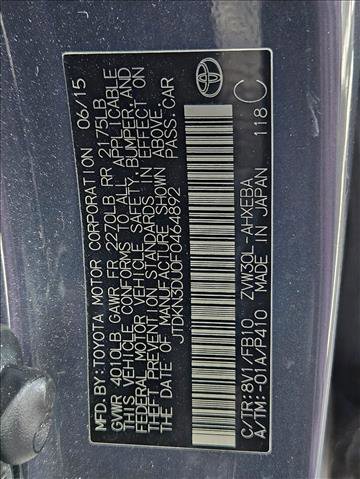 MFD.BY:TOYOTA MOTOR CORPORATION 06/15
GVWR 4010LB GAWR FR 2270LB RR 2175LB
THIS VEHICLE CONFORMS TO ALL APPLICABLE
FEDERAL MOTOR VEHICLE SAFETY, BUMPER, AND
THEFT PREVENTION STANDARDS IN EFFECT ON
THE DATE OF MANUFACTURE SHOWN ABOVE.
JTDKN3DU0F0464892 PASS.CAR
C/TR:8V1/FB10 ZVW30L-AHXEBA
A/TM:-01A/P410 MADE IN JAPAN 118C